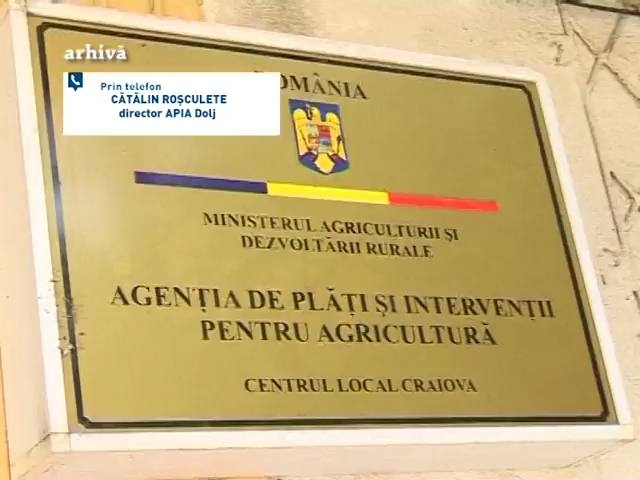 arhivă
Prin telefon
CĂTĂLIN ROȘCULETE
director APIA Dolj
ROMÂNIA
MINISTERUL AGRICULTURII ȘI
DEZVOLTĂRII RURALE
AGENȚIA DE PLĂȚI ȘI INTERVENȚII
PENTRU AGRICULTURĂ
CENTRUL LOCAL CRAIOVA